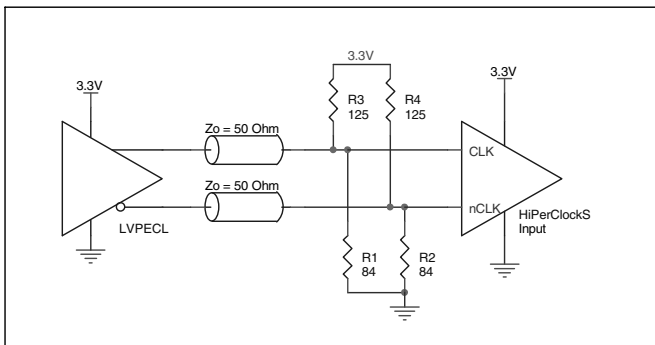 3.3V
3.3V
R3
125
R4
125
3.3V
Zo = 50 Ohm
CLK
Zo = 50 Ohm
nCLK
LVPECL
HiPerClockS
Input
R1
84
R2
84